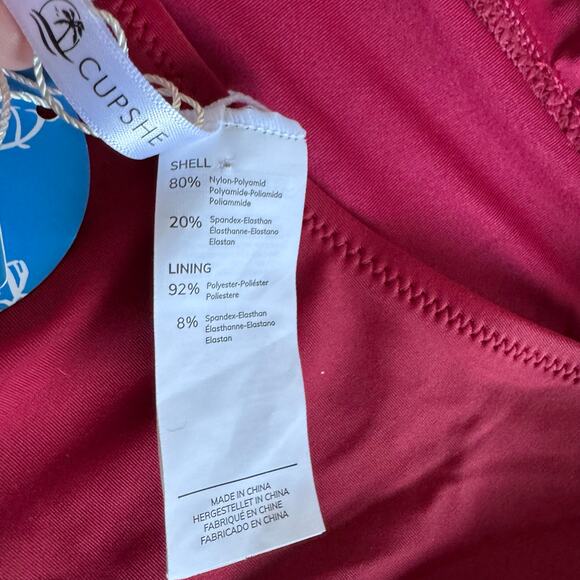 CUPSHE
SHELL
80% Nylon-Polyamid
Polyamide-Poliamida
Poliammide
20% Spandex-Elasthan
Élasthanne-Elastano
Elastan
LINING
92% Polyester-Poliéster
Poliestere
8% Spandex-Elasthan
Élasthanne-Elastano
Elastan
MADE IN CHINA
HERGESTELLET IN CHINA
FABRIQUÉ EN CHINE
FABRICADO EN CHINA